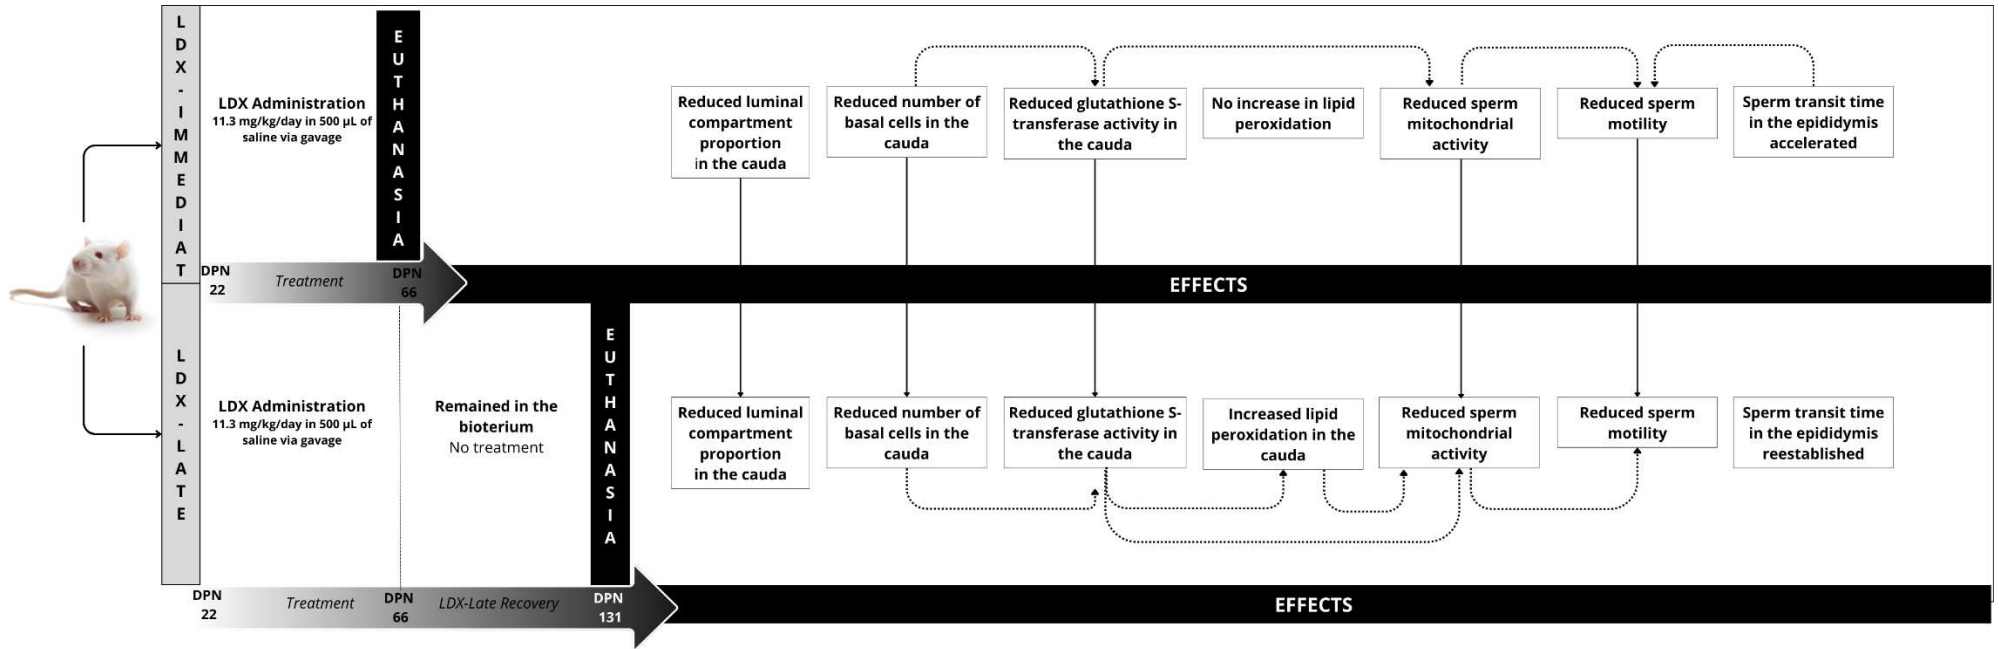 LDX-IMMEDIAT
LDX Administration
11.3 mg/kg/day in 500 µL of
saline via gavage
EUTHANASIA
Reduced luminal
compartment
proportion
in the cauda
Reduced number of
basal cells in the
cauda
Reduced glutathione S-
transferase activity in
the cauda
No increase in lipid
peroxidation
Reduced sperm
mitochondrial
activity
Reduced sperm
motility
Sperm transit time
in the epididymis
accelerated
DPN
22
Treatment
DPN
66
EFFECTS
LDX-LATE
LDX Administration
11.3 mg/kg/day in 500 µL of
saline via gavage
Remained in the
bioterium
No treatment
EUTHANASIA
Reduced luminal
compartment
proportion
in the cauda
Reduced number of
basal cells in the
cauda
Reduced glutathione S-
transferase activity in
the cauda
Increased lipid
peroxidation in the
cauda
Reduced sperm
mitochondrial
activity
Reduced sperm
motility
Sperm transit time
in the epididymis
reestablished
DPN
22
Treatment
DPN
66
LDX-Late Recovery
DPN
131
EFFECTS